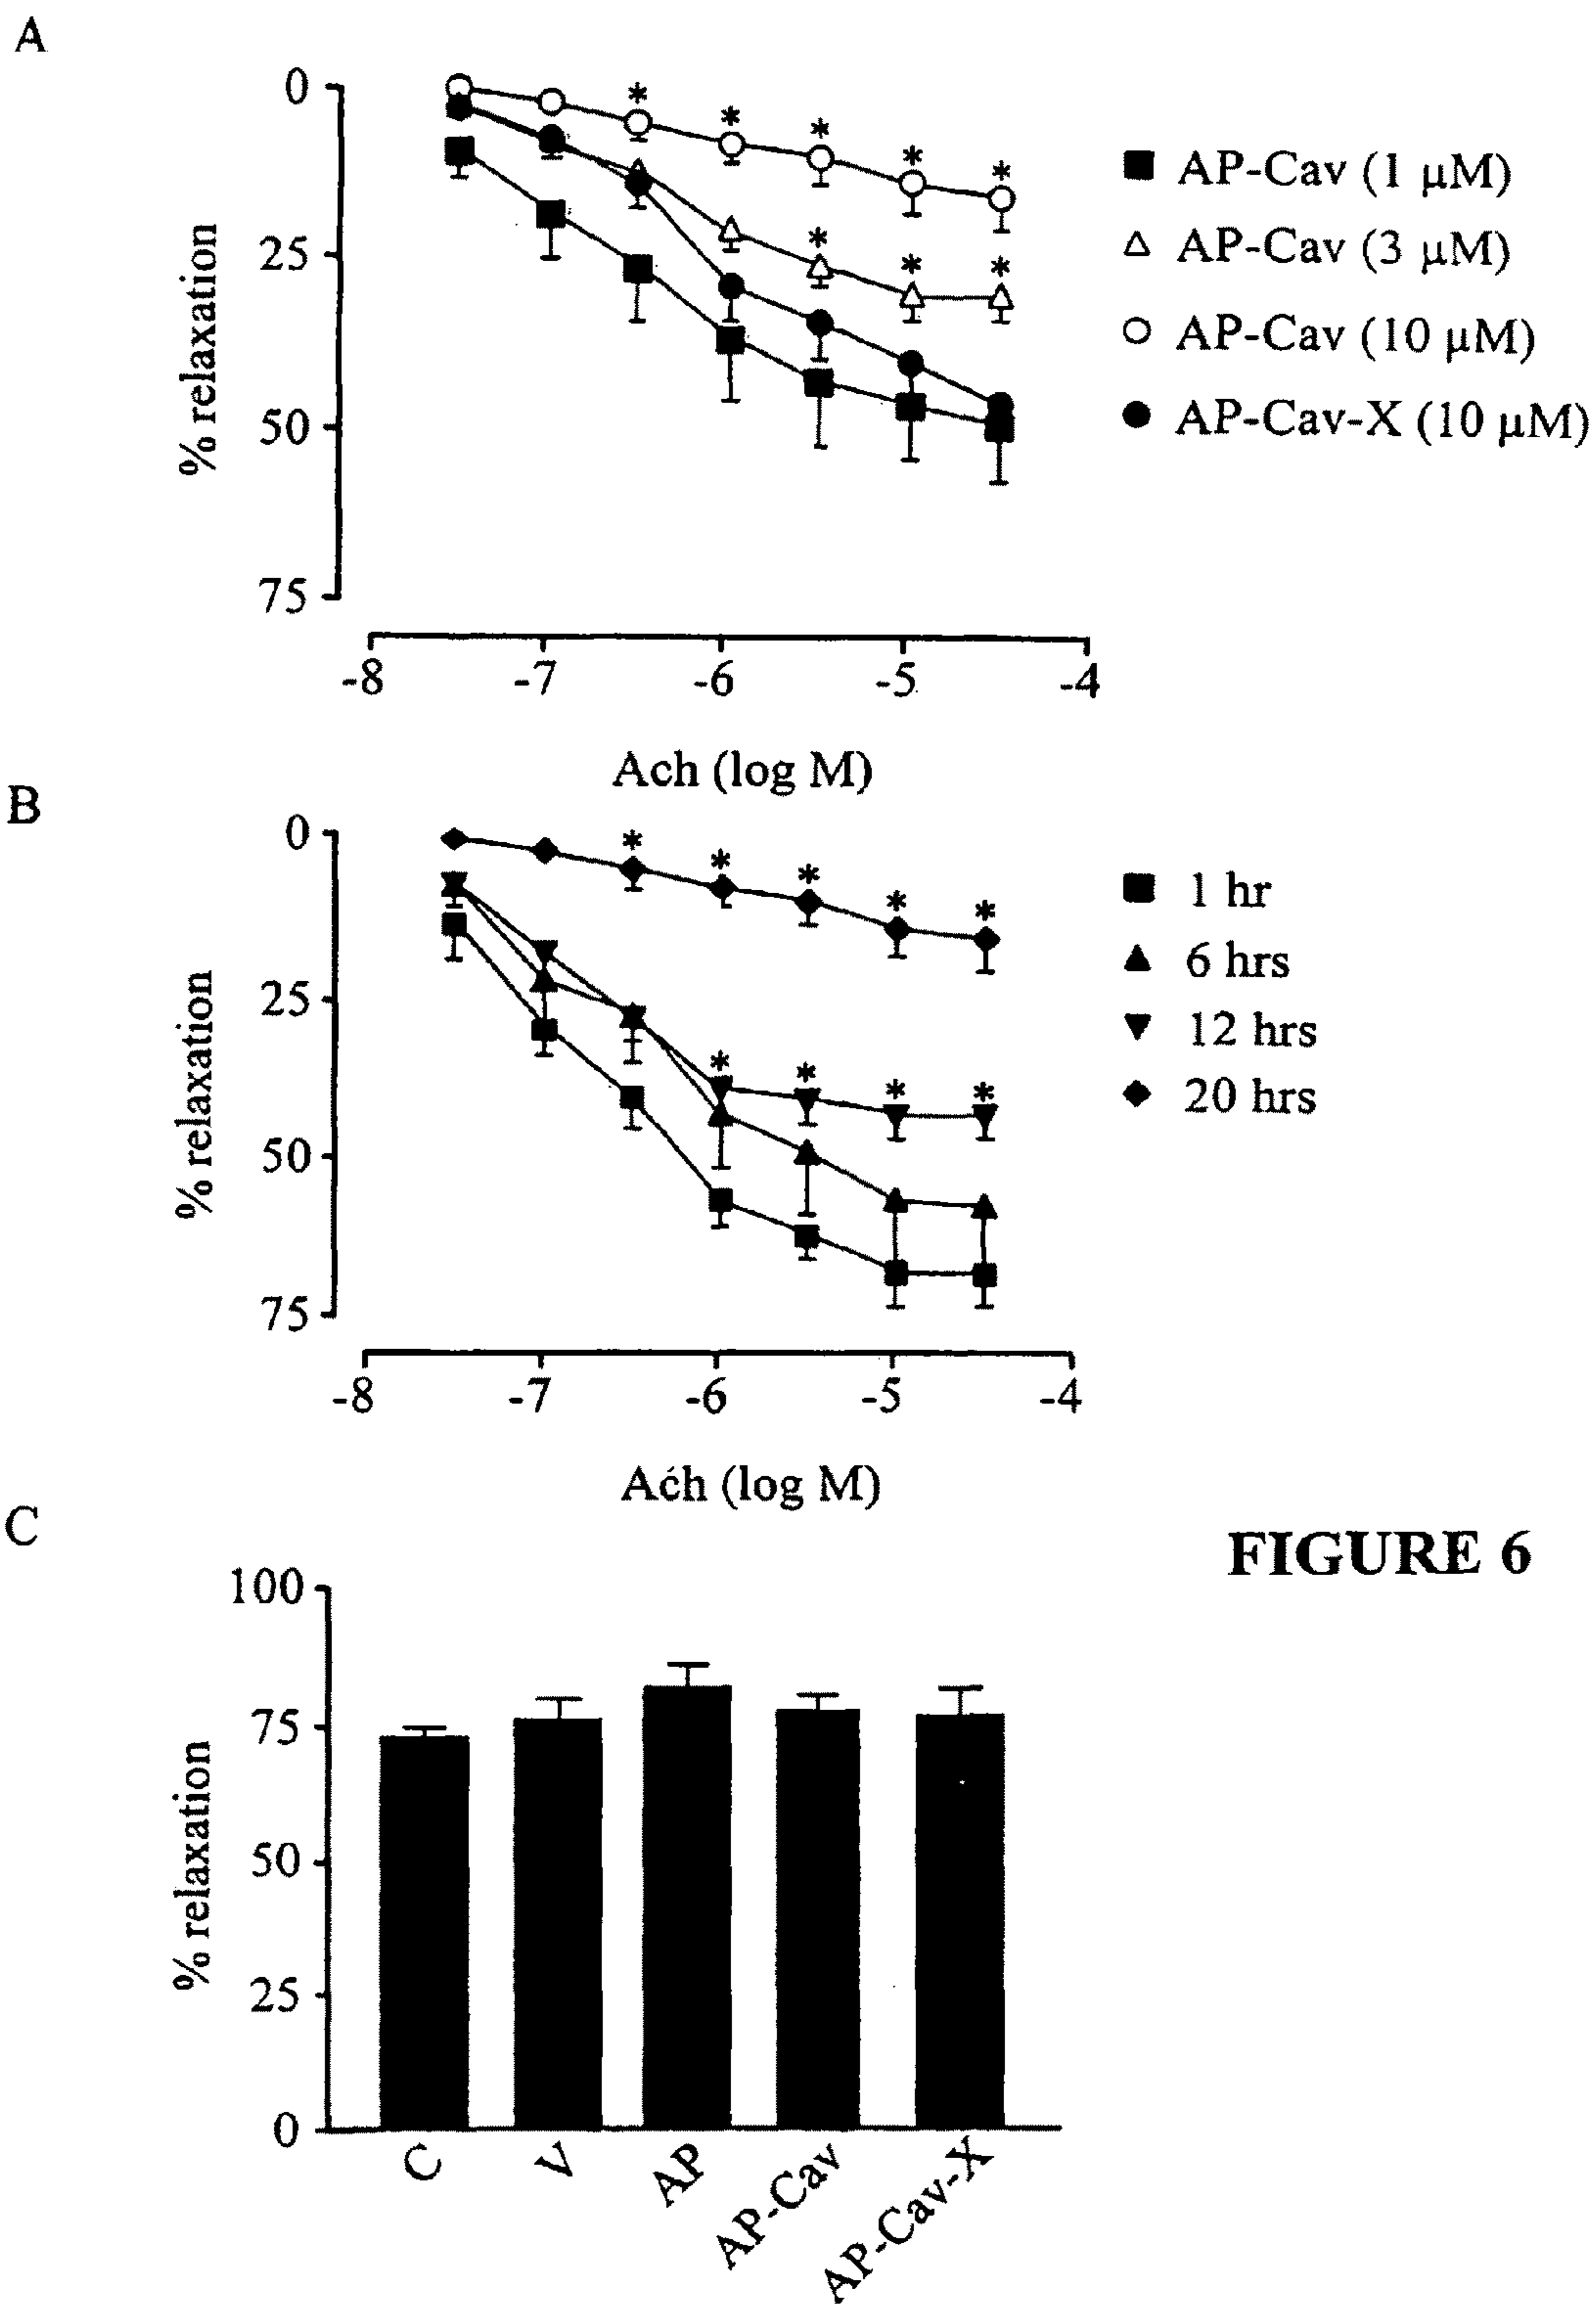 A
0
25
50
75
% relaxation
* * * * *
* * *
AP-Cav (1 µM)
AP-Cav (3 µM)
AP-Cav (10 µM)
AP-Cav-X (10 µM)
-8 -7 -6 -5 -4
Ach (log M)
B
0
25
50
75
% relaxation
* * * * *
* * * *
1 hr
6 hrs
12 hrs
20 hrs
-8 -7 -6 -5 -4
Ach (log M)
C
FIGURE 6
100
75
50
25
0
% relaxation
C V AP AP-Cav AP-Cav-X